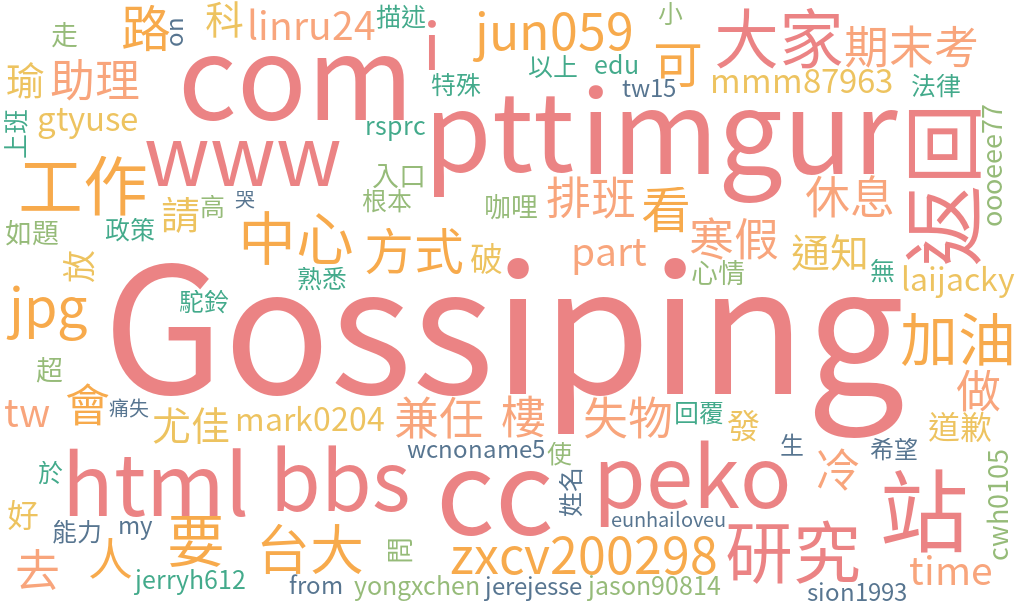 走 路 on 科 linru24 描述 i jun059 小 大家 期末考
瑜 助理 com 特殊 以上 edu 可 tw15 mmm87963 法律
gtyuse rsprc ptt imgur 返回 oooeee77
上班 工作 www 入口 根本 咖哩 排班 看 休息
如題 政策 請 高 哭 中心 方式 破 part 寒假 通知
放 熟悉 心情 無 laijacky
jpg 駝鈴 Gossiping 加油
超 做
tw 會 痛失 尤佳 mark0204 兼任 樓 失物 回覆 發 道歉
於 html bbs wcnoname5 cc 使 peko 生 希望 冷 站 cwh0105
好 能力 my 要 姓名 eunhailoveu
去 人 台大 問 zxcv200298 研究 time
jerryh612 from yongxchen jerejesse jason90814 sion1993